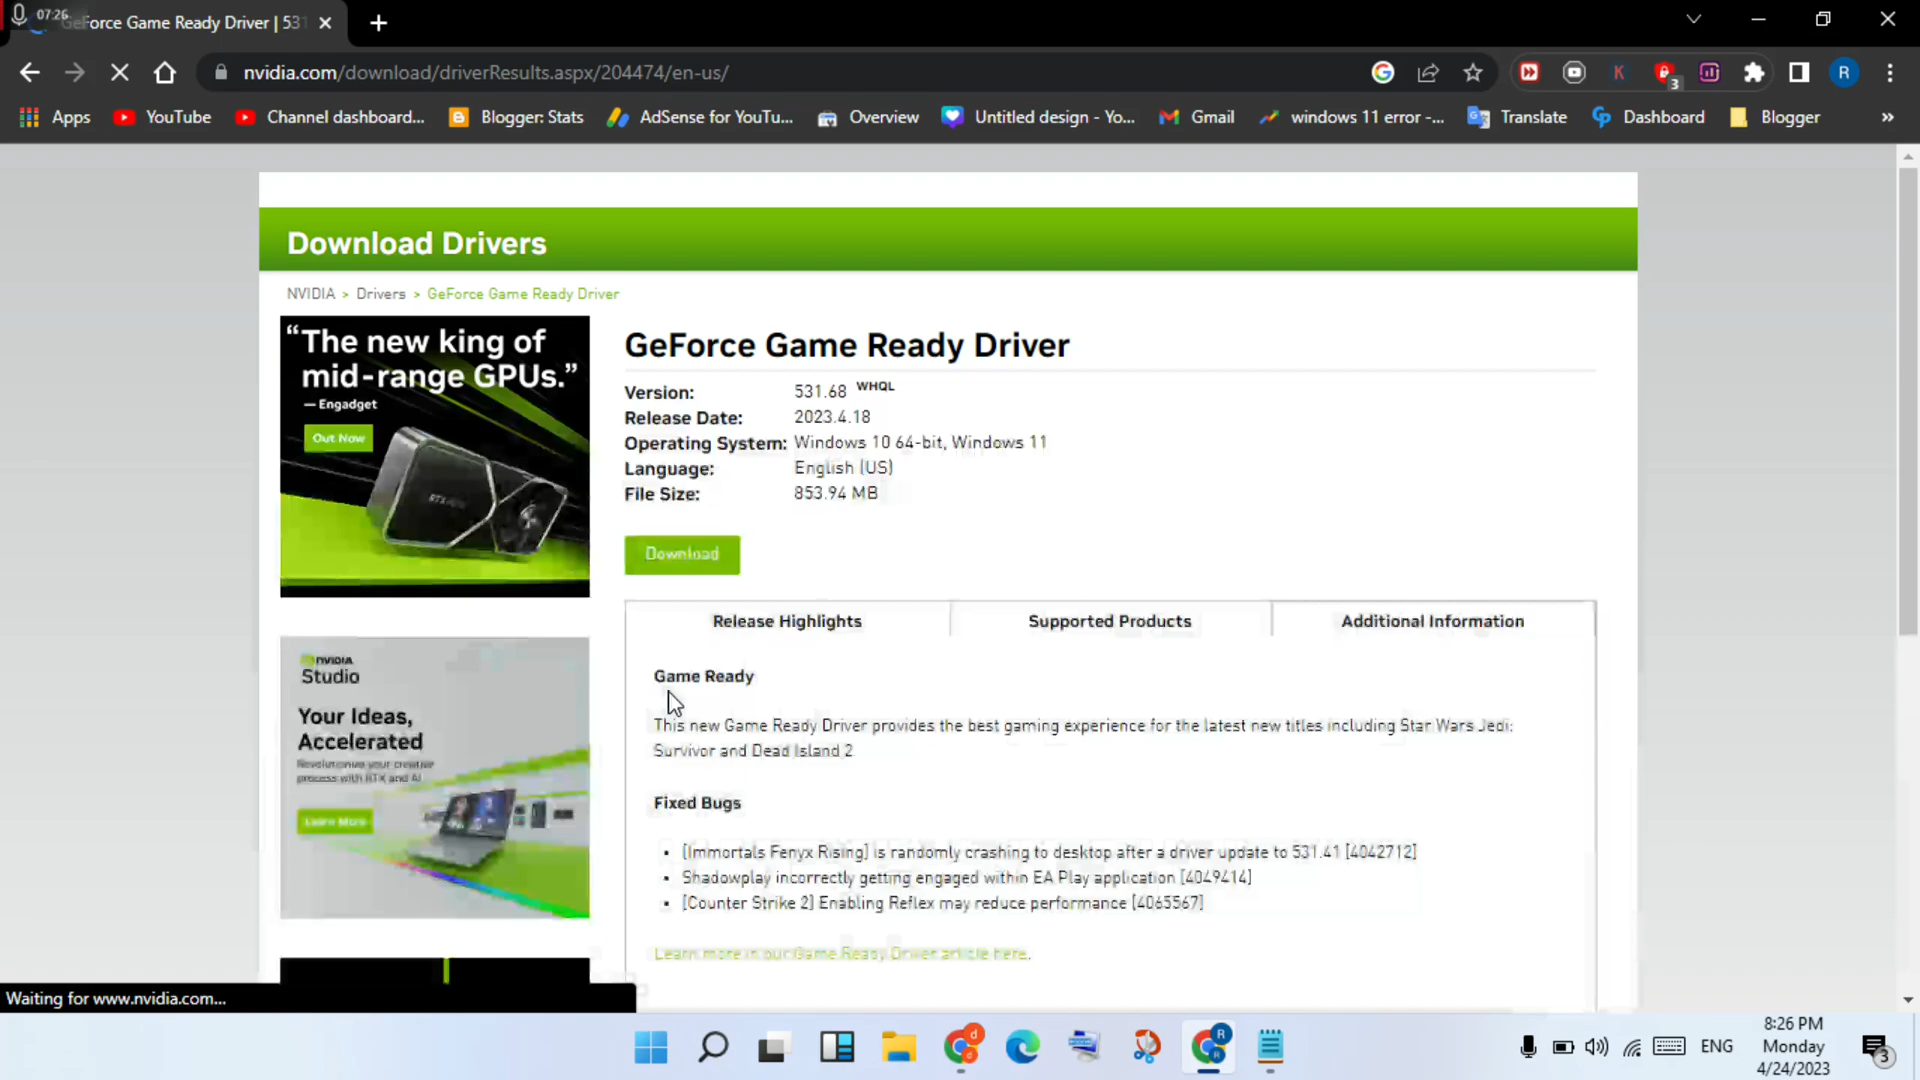 07:26
GeForce Game Ready Driver | 531
nvidia.com/download/driverResults.aspx/204474/en-us/
K
3
R
Apps
YouTube
Channel dashboard...
Blogger: Stats
AdSense for YouTu...
Overview
Untitled design - Yo...
Gmail
windows 11 error -...
Translate
Dashboard
Blogger
»
Download Drivers
NVIDIA > Drivers > GeForce Game Ready Driver
“The new king of
mid-range GPUs.”
— Engadget
Out Now
GeForce Game Ready Driver
Version: 531.68 WHQL
Release Date: 2023.4.18
Operating System: Windows 10 64-bit, Windows 11
Language: English (US)
File Size: 853.94 MB
Download
Release Highlights
Supported Products
Additional Information
Game Ready
This new Game Ready Driver provides the best gaming experience for the latest new titles including Star Wars Jedi:
Survivor and Dead Island 2
Fixed Bugs
• [Immortals Fenyx Rising] is randomly crashing to desktop after a driver update to 531.41 [4042712]
• Shadowplay incorrectly getting engaged within EA Play application [4049414]
• [Counter Strike 2] Enabling Reflex may reduce performance [4065567]
Learn more in our Game Ready Driver article here.
NVIDIA
Studio
Your Ideas,
Accelerated
Revolutionize your creative
process with RTX and AI
Learn More
Waiting for www.nvidia.com...
d
R
R
ENG
8:26 PM
Monday
4/24/2023
3